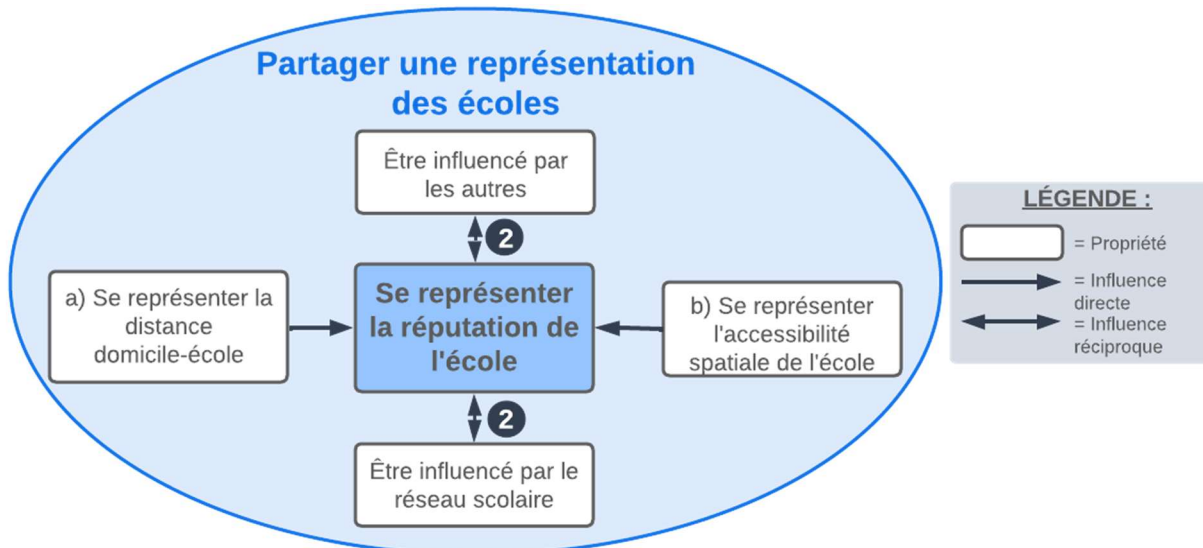 Partager une représentation
des écoles
Être influencé par
les autres
2
a) Se représenter la
distance
domicile-école
Se représenter
la réputation de
l'école
b) Se représenter
l'accessibilité
spatiale de l'école
2
Être influencé par le
réseau scolaire
LÉGENDE :
= Propriété
= Influence
directe
= Influence
réciproque